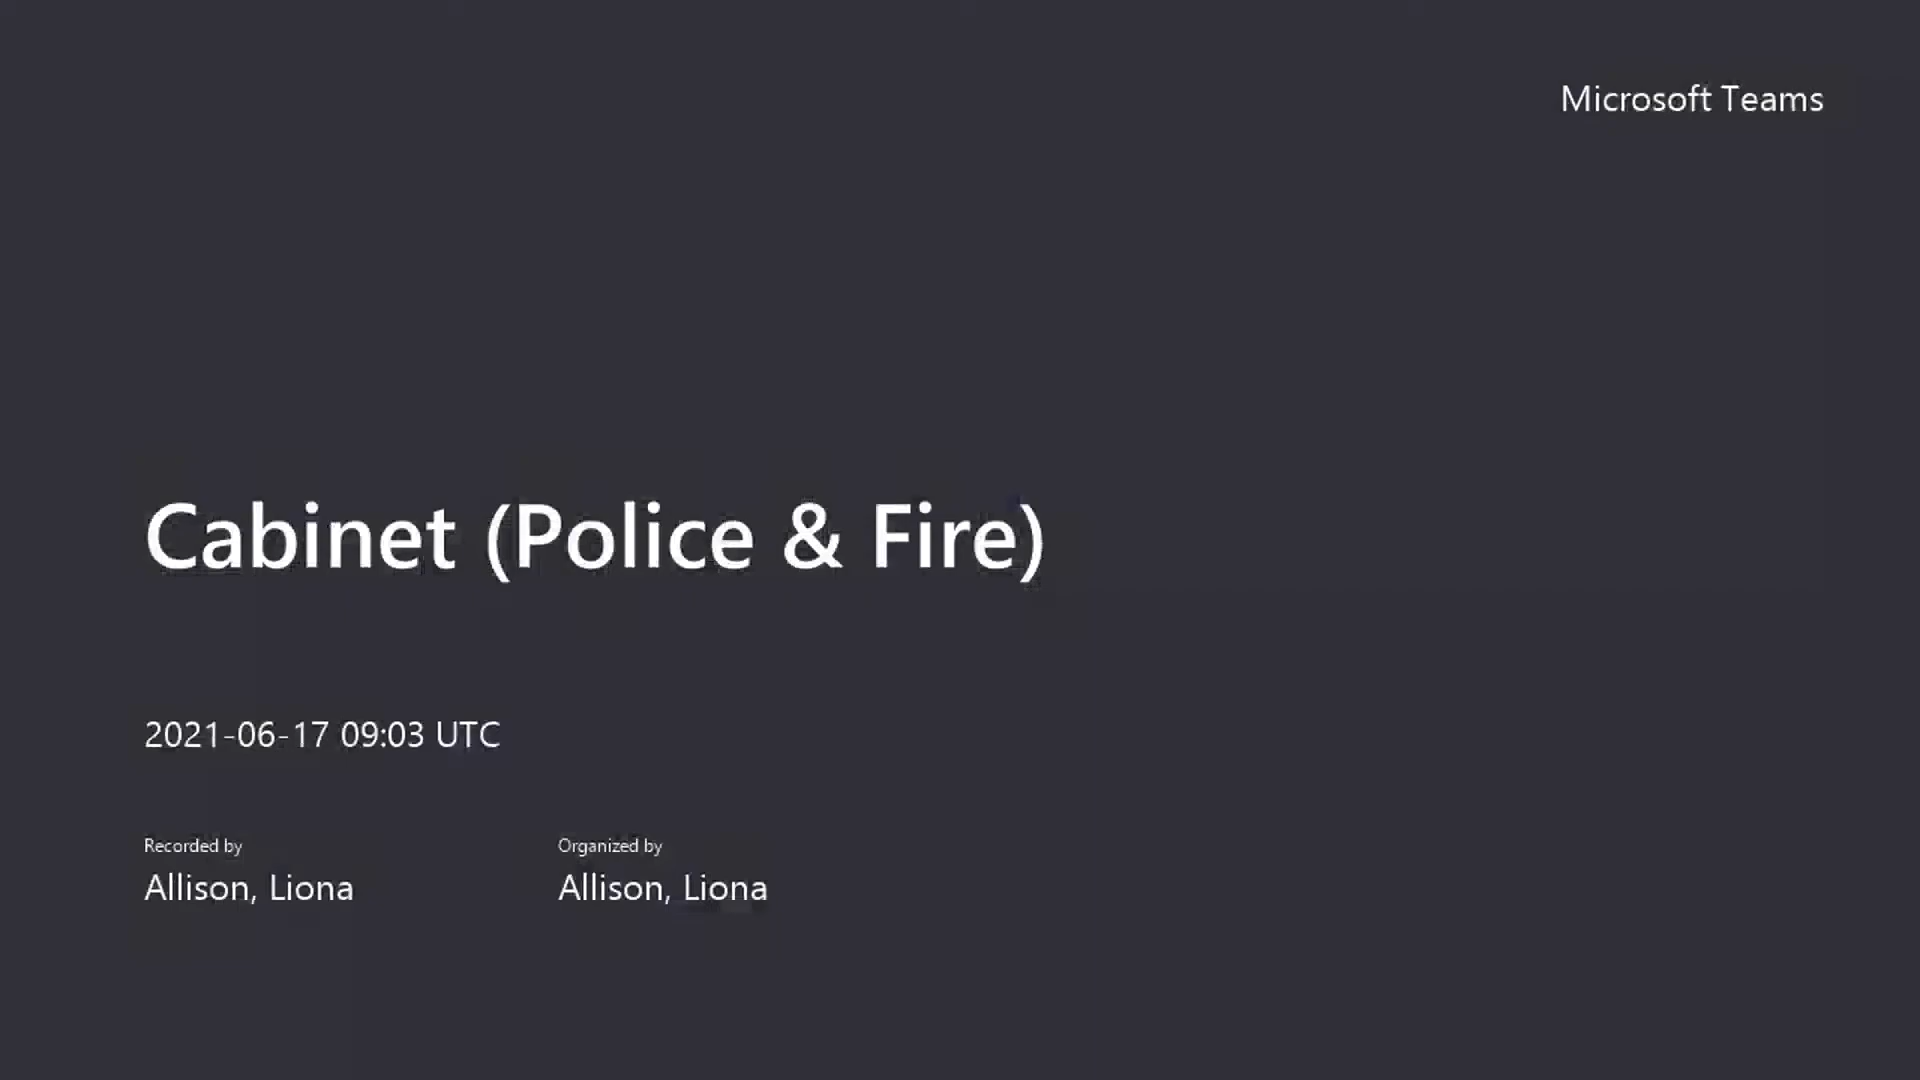 Microsoft Teams
Cabinet (Police & Fire)
2021-06-17 09:03 UTC
Recorded by
Allison, Liona
Organized by
Allison, Liona